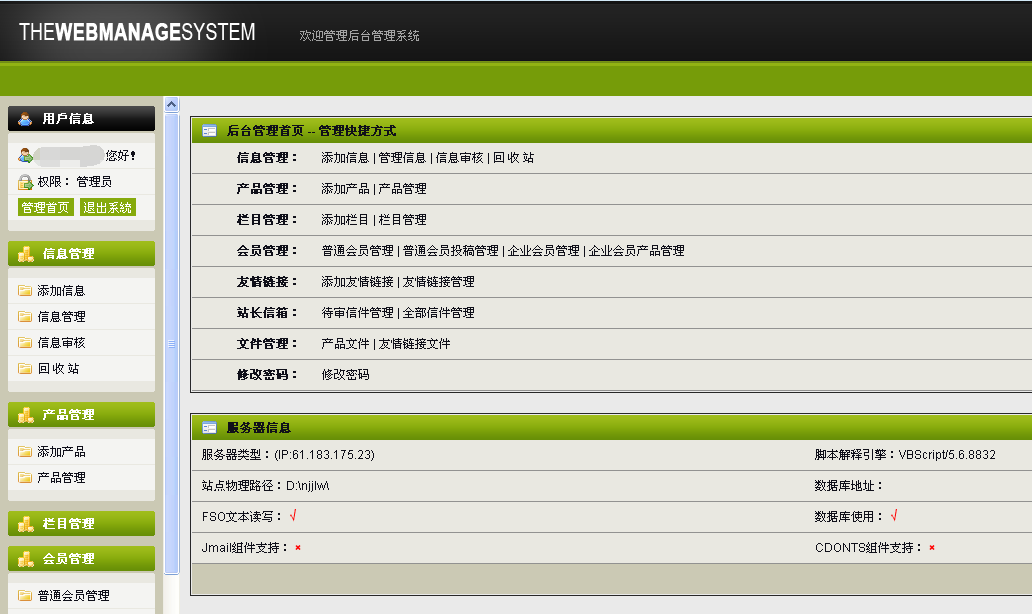 THEWEBMANAGESYSTEM 欢迎管理后台管理系统
用户信息
您好!
权限： 管理员
管理首页 退出系统
信息管理
添加信息
信息管理
信息审核
回 收 站
产品管理
添加产品
产品管理
栏目管理
会员管理
普通会员管理
后台管理首页 -- 管理快捷方式
信息管理： 添加信息 | 管理信息 | 信息审核 | 回 收 站
产品管理： 添加产品 | 产品管理
栏目管理： 添加栏目 | 栏目管理
会员管理： 普通会员管理 | 普通会员投稿管理 | 企业会员管理 | 企业会员产品管理
友情链接： 添加友情链接 | 友情链接管理
站长信箱： 待审信件管理 | 全部信件管理
文件管理： 产品文件 | 友情链接文件
修改密码： 修改密码
服务器信息
服务器类型：(IP:61.183.175.23) 脚本解释引擎：VBScript/5.6.8832
站点物理路径：D:\njjlw\ 数据库地址：
FSO文本读写：√ 数据库使用：√
Jmail组件支持：× CDONTS组件支持：×